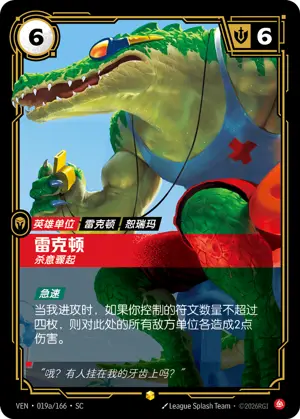 6
6
英雄单位 雷克顿 恕瑞玛
雷克顿
杀意骤起
急速
当我进攻时，如果你控制的符文数量不超过
四枚，则对此处的所有敌方单位各造成2点
伤害。
“哦？有人挂在我的牙齿上吗？”
VEN • 019a/166 • SC
League Splash Team • ©2026RGI